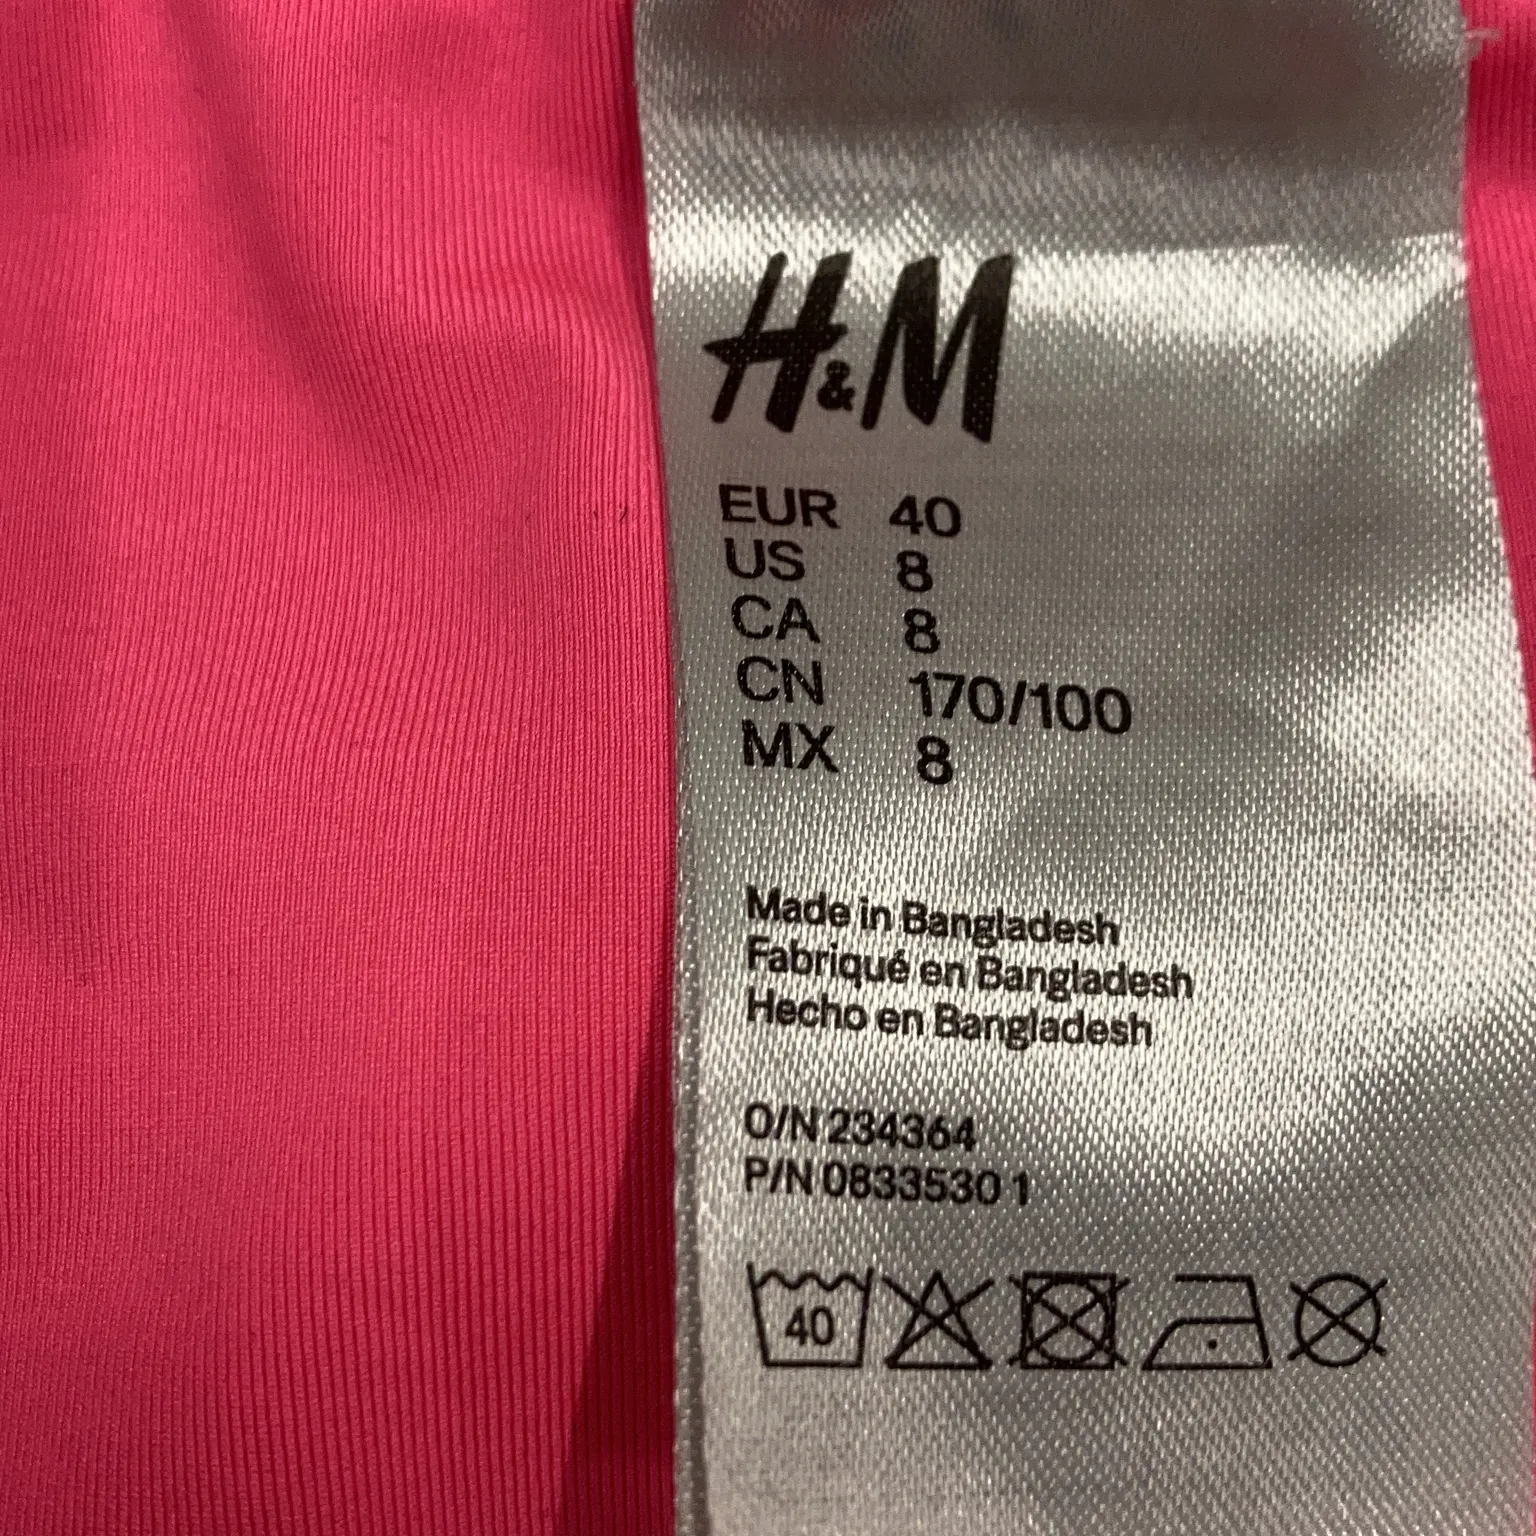 H&M
EUR 40
US 8
CA 8
CN 170/100
MX 8
Made in Bangladesh
Fabriqué en Bangladesh
Hecho en Bangladesh
O/N 234364
P/N 0833530 1
40